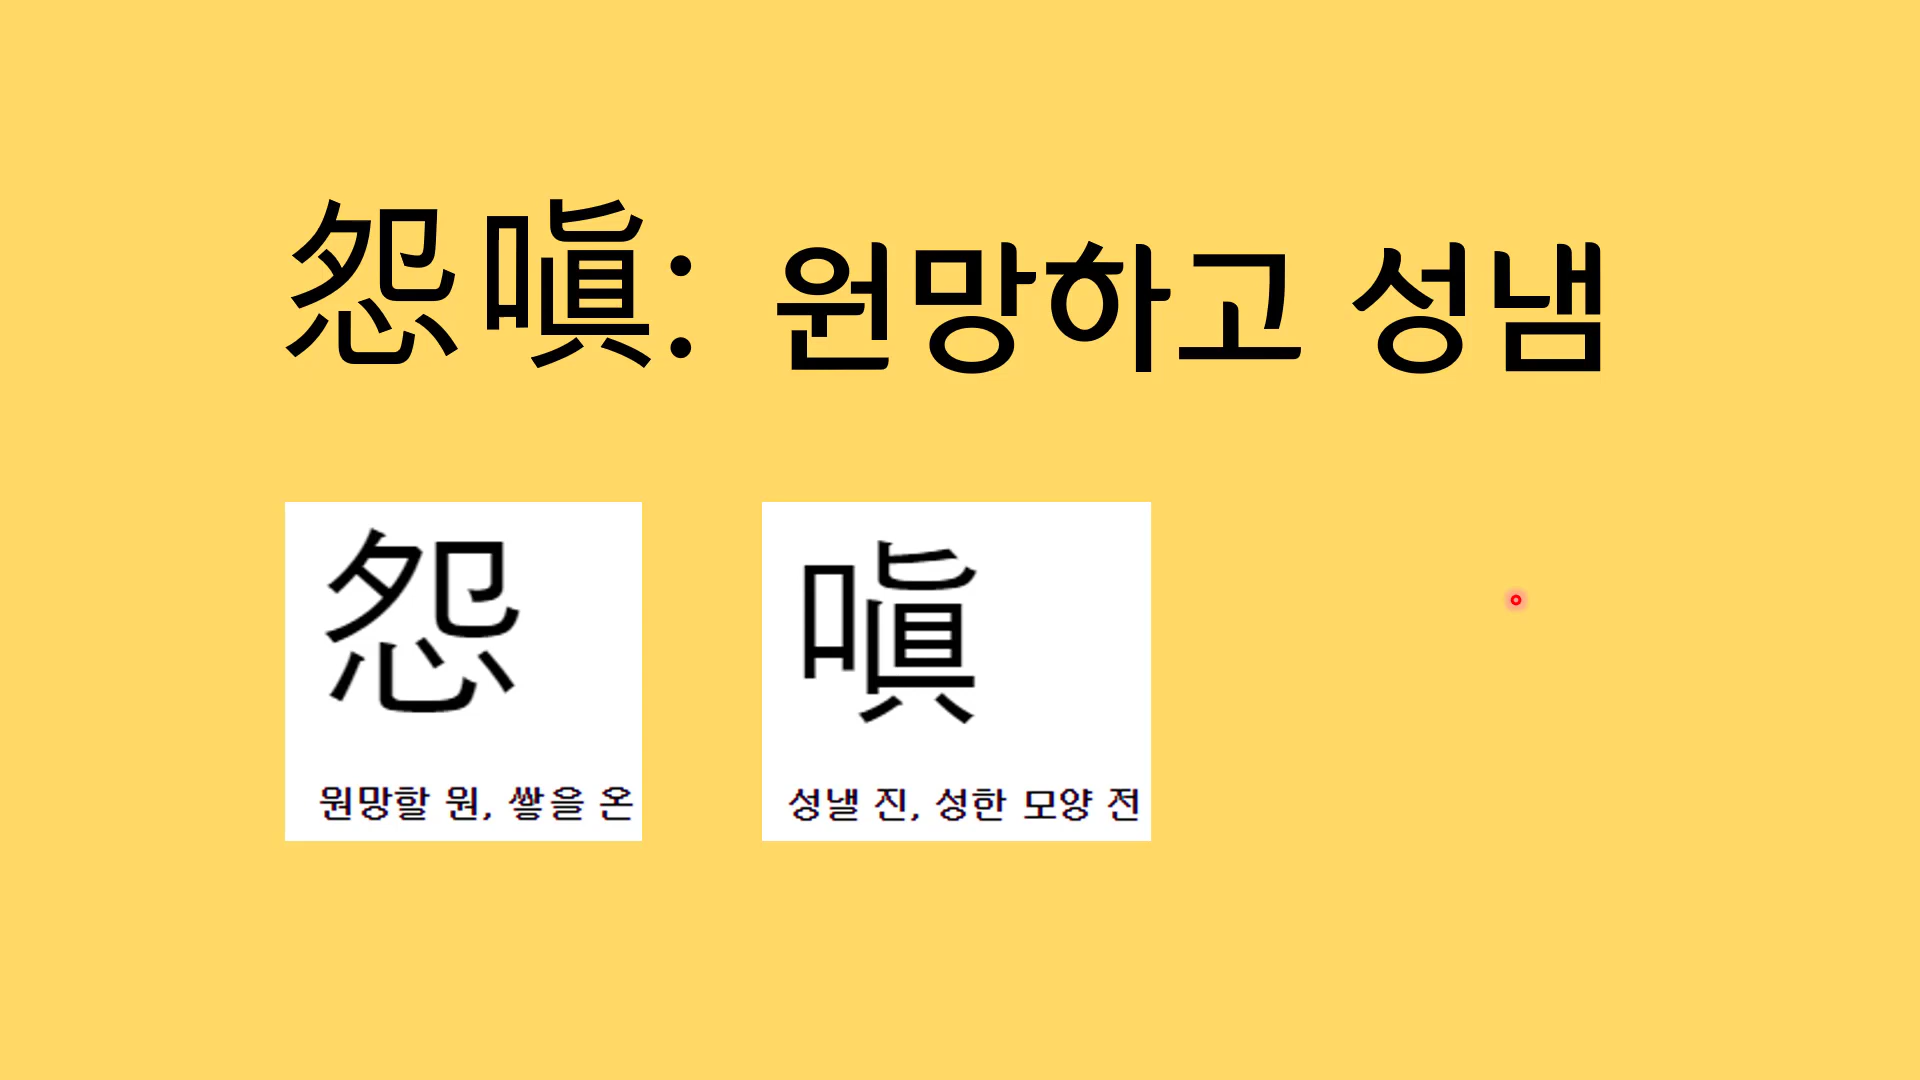 怨嗔: 원망하고 성냄
怨
원망할 원, 쌓을 온
嗔
성낼 진, 성한 모양 전